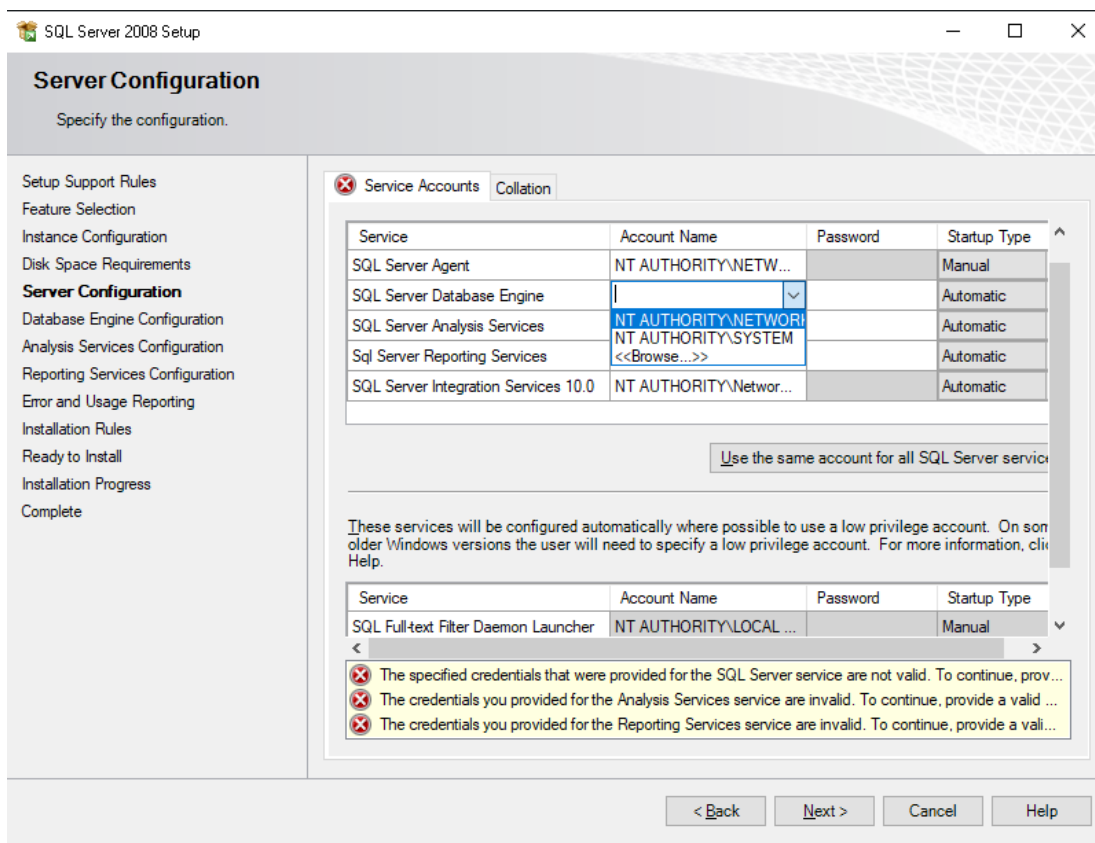 SQL Server 2008 Setup
Server Configuration
Specify the configuration.
Setup Support Rules
Feature Selection
Instance Configuration
Disk Space Requirements
Server Configuration
Database Engine Configuration
Analysis Services Configuration
Reporting Services Configuration
Error and Usage Reporting
Installation Rules
Ready to Install
Installation Progress
Complete
Service Accounts Collation
Service Account Name Password Startup Type
SQL Server Agent NT AUTHORITY\NETW... Manual
SQL Server Database Engine Automatic
NT AUTHORITY\NETWORK
SQL Server Analysis Services NT AUTHORITY\SYSTEM Automatic
Sql Server Reporting Services <<Browse...>> Automatic
SQL Server Integration Services 10.0 NT AUTHORITY\Networ... Automatic
Use the same account for all SQL Server service
These services will be configured automatically where possible to use a low privilege account. On som
older Windows versions the user will need to specify a low privilege account. For more information, clic
Help.
Service Account Name Password Startup Type
SQL Full-text Filter Daemon Launcher NT AUTHORITY\LOCAL ... Manual
The specified credentials that were provided for the SQL Server service are not valid. To continue, prov...
The credentials you provided for the Analysis Services service are invalid. To continue, provide a valid ...
The credentials you provided for the Reporting Services service are invalid. To continue, provide a vali...
< Back Next > Cancel Help